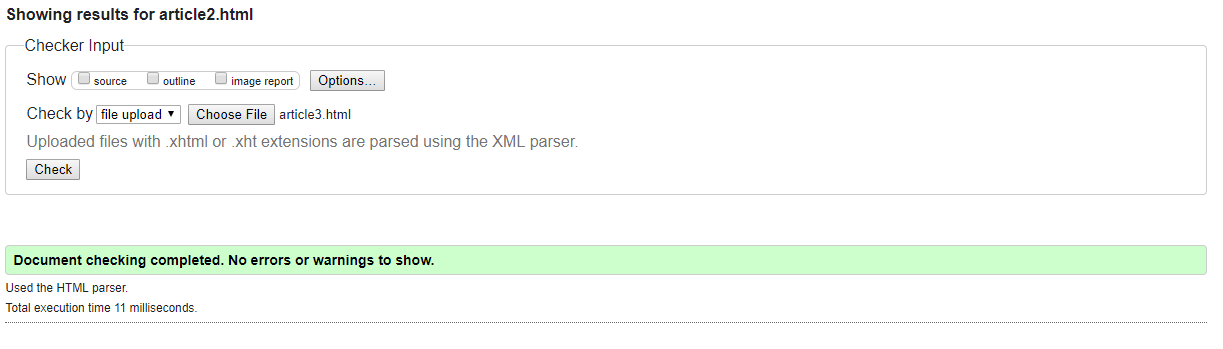 Showing results for article2.html
Checker Input
Show source outline image report Options...
Check by file upload Choose File article3.html
Uploaded files with .xhtml or .xht extensions are parsed using the XML parser.
Check
Document checking completed. No errors or warnings to show.
Used the HTML parser.
Total execution time 11 milliseconds.